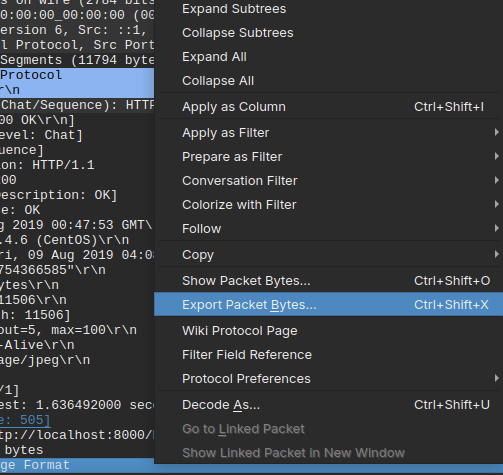 s on wire (2784 bits
0:00:00_00:00:00 (00
ersion 6, Src: ::1,
l Protocol, Src Port
Segments (11794 byte
Protocol
r\n
Chat/Sequence): HTTP
00 OK\r\n]
evel: Chat]
uence]
ion: HTTP/1.1
200
Description: OK]
se: OK
g 2019 00:47:53 GMT\
.4.6 (CentOS)\r\n
ri, 09 Aug 2019 04:0
754366585"\r\n
ytes\r\n
11506\r\n
h: 11506]
out=5, max=100\r\n
-Alive\r\n
age/jpeg\r\n
/1]
est: 1.636492000 seco
e: 505]
tp://localhost:8000/
bytes
ge Format
Expand Subtrees
Collapse Subtrees
Expand All
Collapse All
Apply as Column Ctrl+Shift+I
Apply as Filter
Prepare as Filter
Conversation Filter
Colorize with Filter
Follow
Copy
Show Packet Bytes... Ctrl+Shift+O
Export Packet Bytes... Ctrl+Shift+X
Wiki Protocol Page
Filter Field Reference
Protocol Preferences
Decode As... Ctrl+Shift+U
Go to Linked Packet
Show Linked Packet in New Window